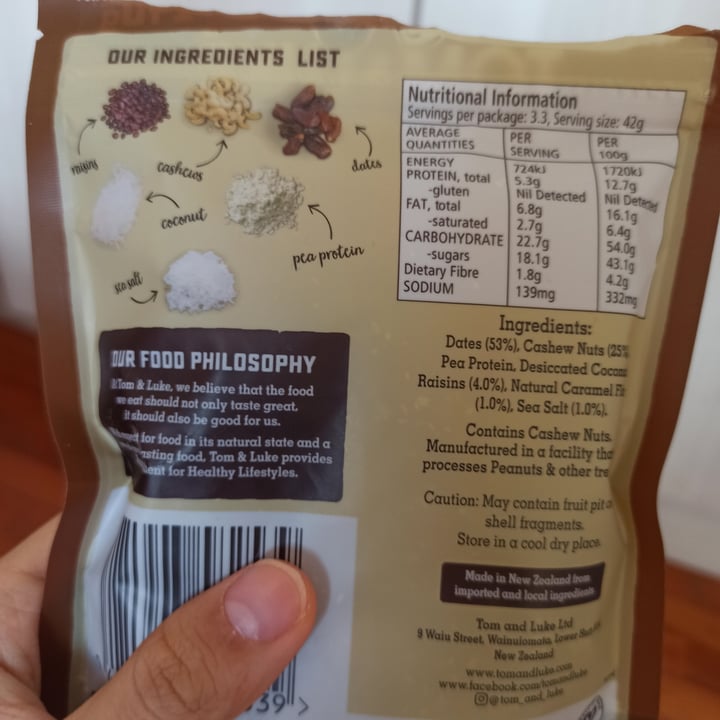 OUR INGREDIENTS LIST
raisins
cashews
dates
coconut
pea protein
sea salt
OUR FOOD PHILOSOPHY
Tom & Luke, we believe that the food
we eat should not only taste great,
it should also be good for us.
for food in its natural state and a
food, Tom & Luke provides
for Healthy Lifestyles.
39
Nutritional Information
Servings per package: 3.3, Serving size: 42g
AVERAGE QUANTITIES PER SERVING PER 100g
ENERGY 724kJ 1720kJ
PROTEIN, total 5.3g 12.7g
-gluten Nil Detected Nil Detected
FAT, total 6.8g 16.1g
-saturated 2.7g 6.4g
CARBOHYDRATE 22.7g 54.0g
-sugars 18.1g 43.1g
Dietary Fibre 1.8g 4.2g
SODIUM 139mg 332mg
Ingredients:
Dates (53%), Cashew Nuts (25%
Pea Protein, Desiccated
Raisins (4.0%), Natural Caramel
(1.0%), Sea Salt (1.0%).
Contains Cashew Nuts.
Manufactured in a facility
processes Peanuts & other
Caution: May contain fruit pit
shell fragments.
Store in a cool dry place.
Made in New Zealand from
imported and local ingredients
Tom and Luke Ltd
9 Waiu Street, Wainuiomata, Lower
New Zealand
www.tomandluke.com
www.facebook.com/tomandluke
@tom_and_luke